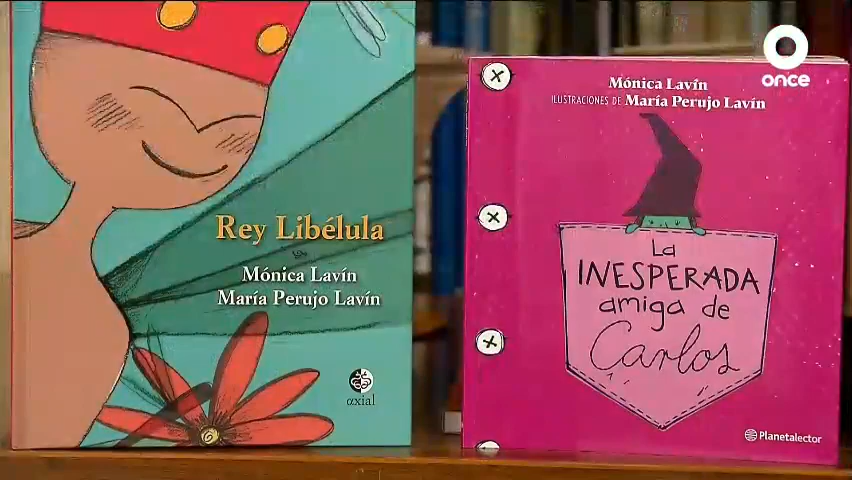 Rey Libélula
Mónica Lavín
María Perujo Lavín
axial
once
Mónica Lavín
ILUSTRACIONES DE María Perujo Lavín
La
INESPERADA
amiga de
Carlos
Planetalector